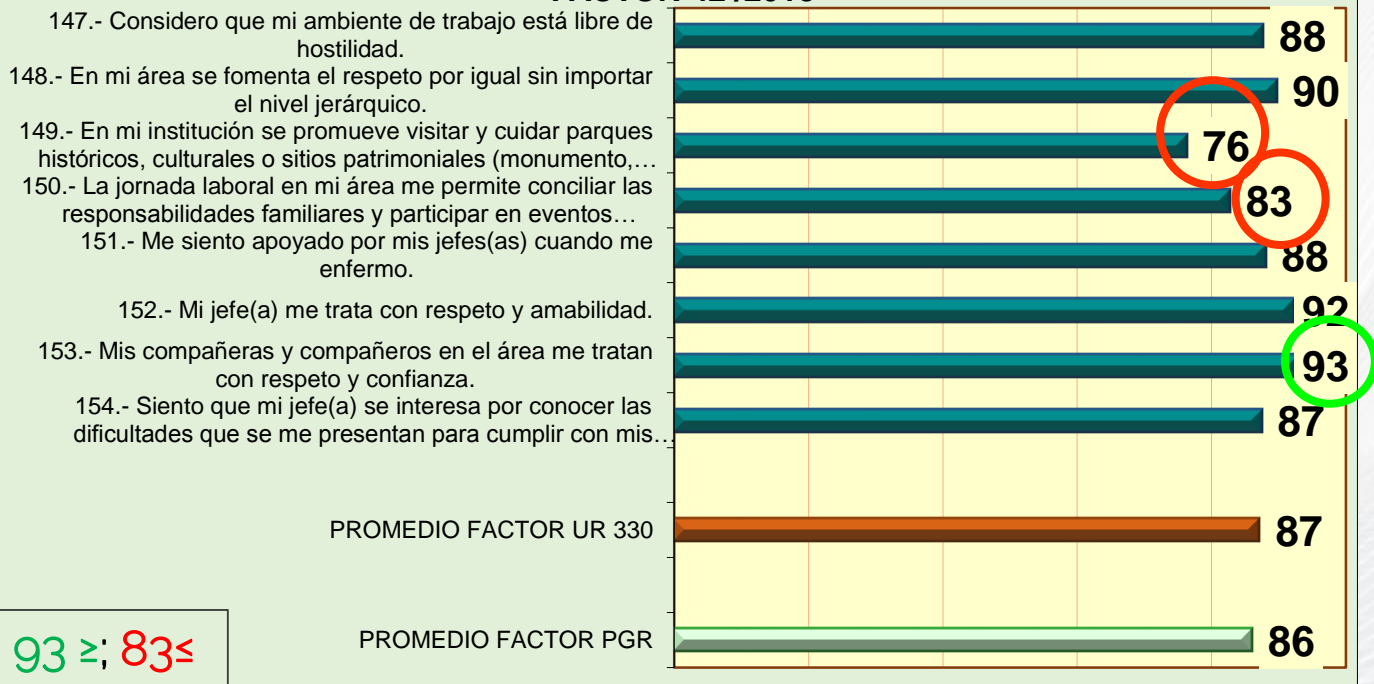 147.- Considero que mi ambiente de trabajo está libre de
hostilidad.
88
148.- En mi área se fomenta el respeto por igual sin importar
el nivel jerárquico.
90
149.- En mi institución se promueve visitar y cuidar parques
históricos, culturales o sitios patrimoniales (monumento,…
76
150.- La jornada laboral en mi área me permite conciliar las
responsabilidades familiares y participar en eventos…
83
151.- Me siento apoyado por mis jefes(as) cuando me
enfermo.
88
152.- Mi jefe(a) me trata con respeto y amabilidad.
92
153.- Mis compañeras y compañeros en el área me tratan
con respeto y confianza.
93
154.- Siento que mi jefe(a) se interesa por conocer las
dificultades que se me presentan para cumplir con mis…
87
PROMEDIO FACTOR UR 330
87
PROMEDIO FACTOR PGR
86
93 ≥; 83≤